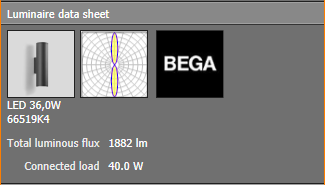 Luminaire data sheet
BEGA
LED 36,0W
66519K4
Total luminous flux 1882 lm
Connected load 40.0 W